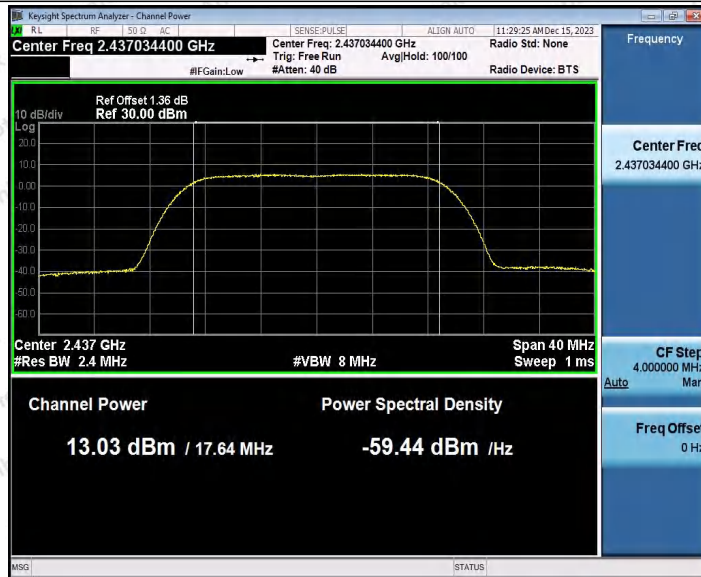 Keysight Spectrum Analyzer - Channel Power
RL RF 50 Ω AC SENSE:PULSE ALIGN AUTO 11:29:25 AM Dec 15, 2023
Center Freq 2.437034400 GHz
Center Freq: 2.437034400 GHz
Radio Std: None
Trig: Free Run Avg|Hold: 100/100
#IFGain:Low #Atten: 40 dB Radio Device: BTS
Ref Offset 1.36 dB
10 dB/div Ref 30.00 dBm
Log
20.0
10.0
0.00
-10.0
-20.0
-30.0
-40.0
-50.0
-60.0
Center 2.437 GHz Span 40 MHz
#Res BW 2.4 MHz #VBW 8 MHz Sweep 1 ms
Channel Power Power Spectral Density
13.03 dBm / 17.64 MHz -59.44 dBm /Hz
MSG STATUS
Frequency
Center Freq
2.437034400 GHz
CF Step
4.000000 MHz
Auto Man
Freq Offset
0 Hz